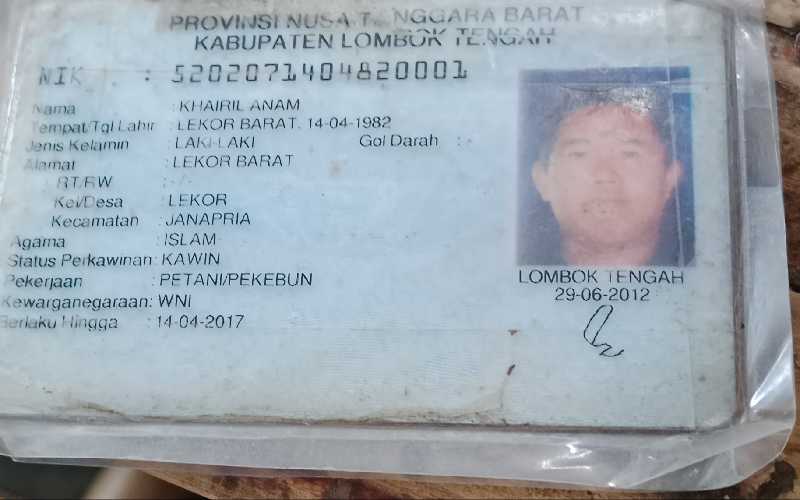 PROVINSI NUSA TENGGARA BARAT
KABUPATEN LOMBOK TENGAH
NIK : 5202071404820001
Nama : KHAIRIL ANAM
Tempat/Tgl Lahir : LEKOR BARAT, 14-04-1982
Jenis Kelamin : LAKI-LAKI Gol Darah : -
Alamat : LEKOR BARAT
RT/RW : - / -
Kel/Desa : LEKOR
Kecamatan : JANAPRIA
Agama : ISLAM
Status Perkawinan: KAWIN
Pekerjaan : PETANI/PEKEBUN
Kewarganegaraan: WNI
Berlaku Hingga : 14-04-2017
LOMBOK TENGAH
29-06-2012